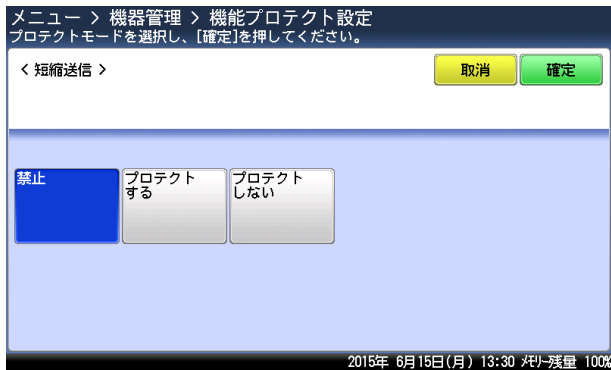 メニュー > 機器管理 > 機能プロテクト設定
プロテクトモードを選択し、[確定]を押してください。
< 短縮送信 >
取消
確定
禁止
プロテクト
する
プロテクト
しない
2015年 6月15日(月) 13:30 メモリー残量 100%